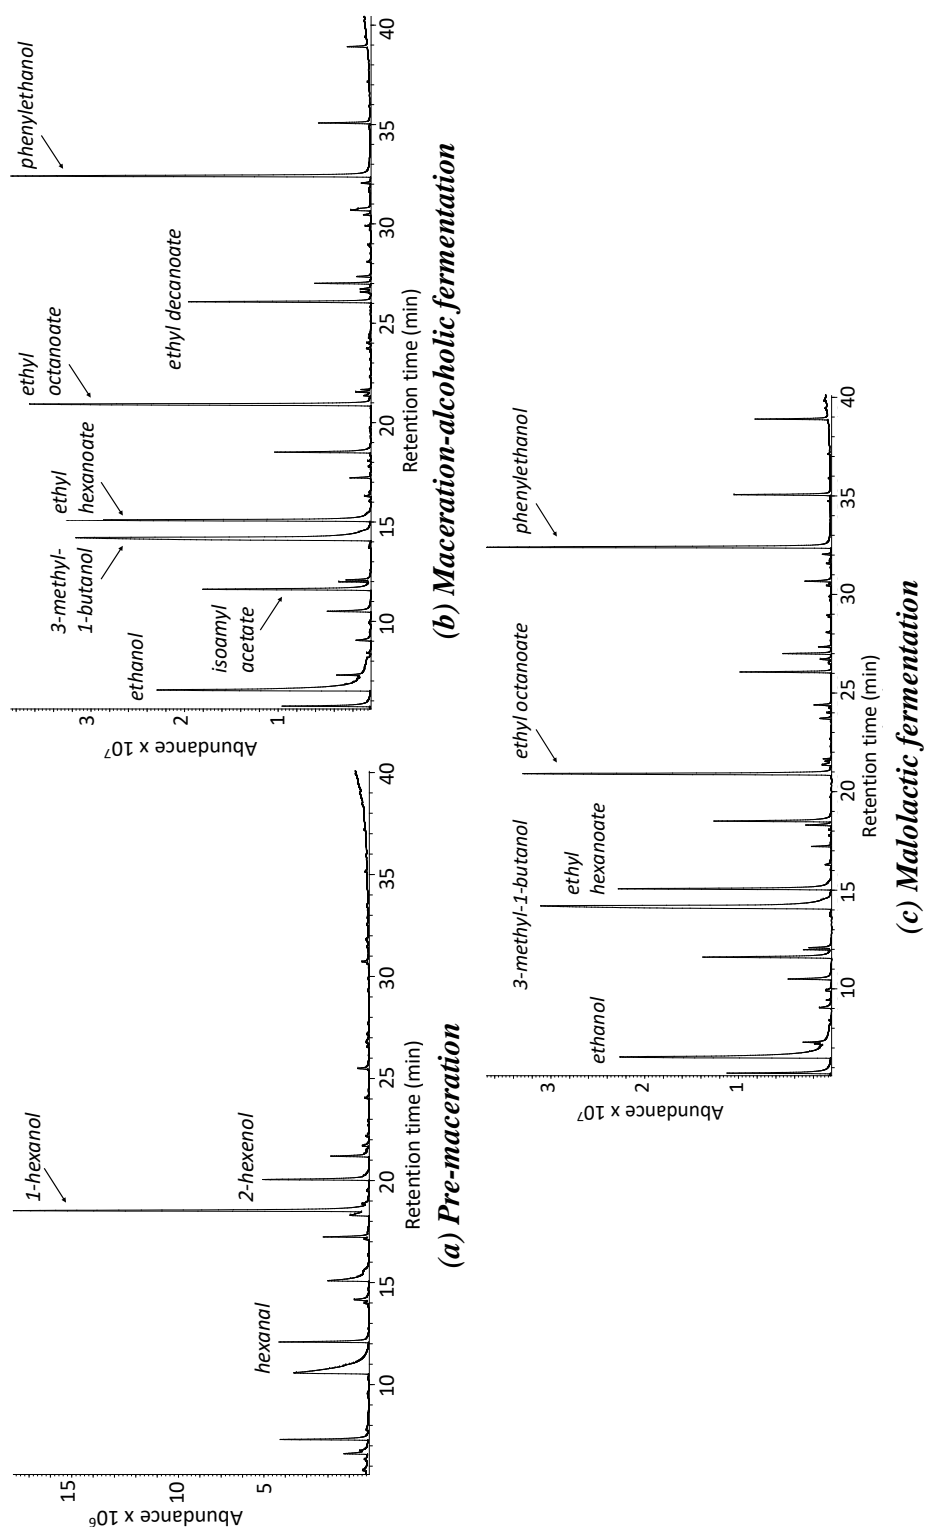 Abundance x 10⁶
15
10
5
hexanal
1-hexanol
2-hexenol
10
15
20
25
30
35
40
Retention time (min)
(a) Pre-maceration
Abundance x 10⁷
3
2
1
ethanol
isoamyl
acetate
3-methyl-
1-butanol
ethyl
hexanoate
ethyl
octanoate
ethyl decanoate
phenylethanol
10
15
20
25
30
35
40
Retention time (min)
(b) Maceration-alcoholic fermentation
Abundance x 10⁷
3
2
1
ethanol
3-methyl-1-butanol
ethyl
hexanoate
ethyl octanoate
phenylethanol
10
15
20
25
30
35
40
Retention time (min)
(c) Malolactic fermentation